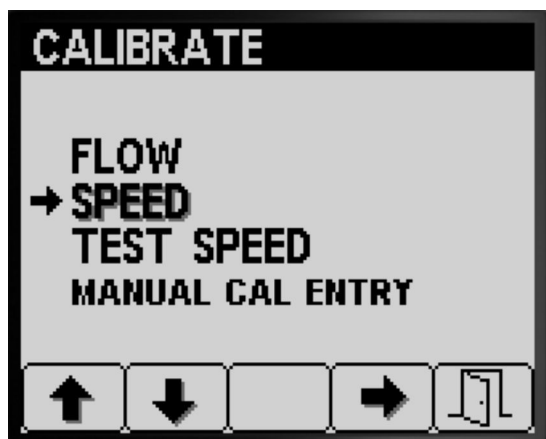 CALIBRATE
FLOW
SPEED
TEST SPEED
MANUAL CAL ENTRY